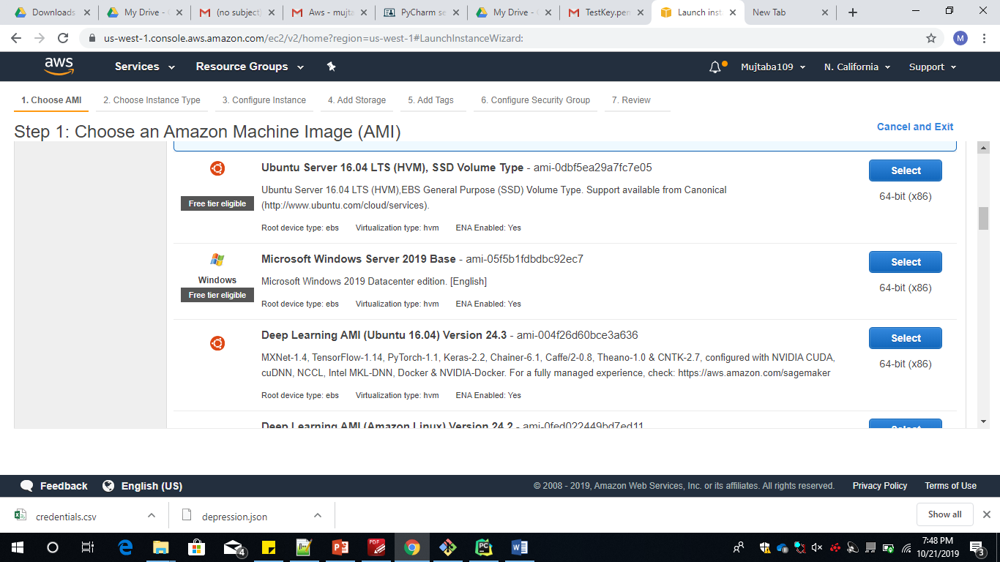 Downloads
My Drive -
(no subject)
Aws - mujta
PyCharm se
My Drive -
TestKey.pem
Launch inst
New Tab
us-west-1.console.aws.amazon.com/ec2/v2/home?region=us-west-1#LaunchInstanceWizard:
M
aws
Services
Resource Groups
Mujtaba109
N. California
Support
1. Choose AMI
2. Choose Instance Type
3. Configure Instance
4. Add Storage
5. Add Tags
6. Configure Security Group
7. Review
Step 1: Choose an Amazon Machine Image (AMI)
Cancel and Exit
Ubuntu Server 16.04 LTS (HVM), SSD Volume Type - ami-0dbf5ea29a7fc7e05
Select
Free tier eligible
Ubuntu Server 16.04 LTS (HVM),EBS General Purpose (SSD) Volume Type. Support available from Canonical
(http://www.ubuntu.com/cloud/services).
64-bit (x86)
Root device type: ebs Virtualization type: hvm ENA Enabled: Yes
Microsoft Windows Server 2019 Base - ami-05f5b1fdbdbc92ec7
Select
Windows
Free tier eligible
Microsoft Windows 2019 Datacenter edition. [English]
64-bit (x86)
Root device type: ebs Virtualization type: hvm ENA Enabled: Yes
Deep Learning AMI (Ubuntu 16.04) Version 24.3 - ami-004f26d60bce3a636
Select
MXNet-1.4, TensorFlow-1.14, PyTorch-1.1, Keras-2.2, Chainer-6.1, Caffe/2-0.8, Theano-1.0 & CNTK-2.7, configured with NVIDIA CUDA,
cuDNN, NCCL, Intel MKL-DNN, Docker & NVIDIA-Docker. For a fully managed experience, check: https://aws.amazon.com/sagemaker
64-bit (x86)
Root device type: ebs Virtualization type: hvm ENA Enabled: Yes
Deep Learning AMI (Amazon Linux) Version 24.2 - ami-0fed022449bd7ed11
Select
Feedback
English (US)
© 2008 - 2019, Amazon Web Services, Inc. or its affiliates. All rights reserved.
Privacy Policy
Terms of Use
credentials.csv
depression.json
Show all
4
PDF
PC
7:48 PM
10/21/2019
3